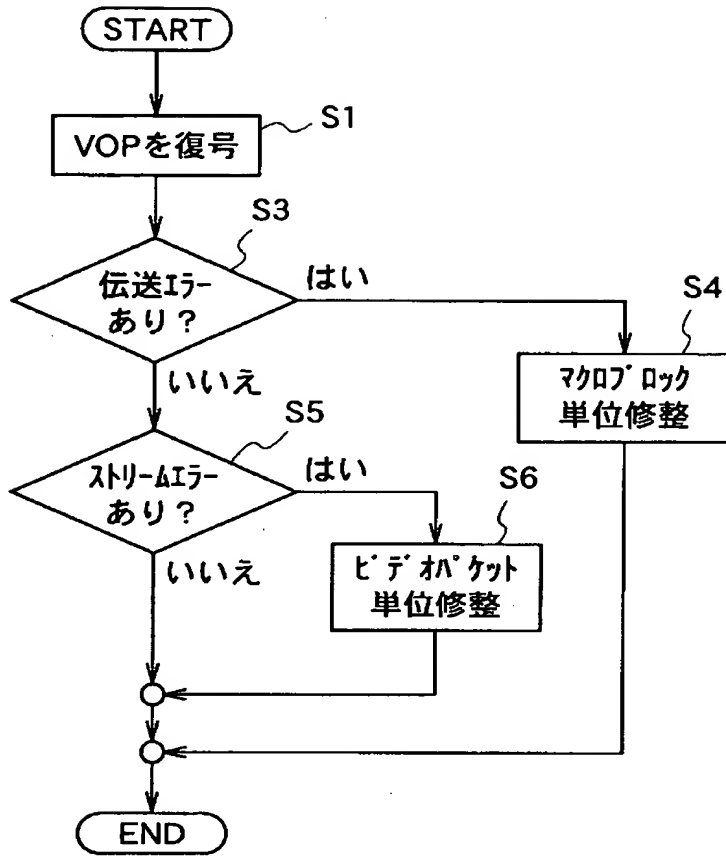 START
S1
VOPを復号
S3
伝送ｴﾗｰ
あり？
はい
S4
ﾏｸﾛﾌﾞﾛｯｸ
単位修整
いいえ
S5
ｽﾄﾘｰﾑｴﾗｰ
あり？
はい
S6
ﾋﾞﾃﾞｵﾊﾟｹｯﾄ
単位修整
いいえ
END